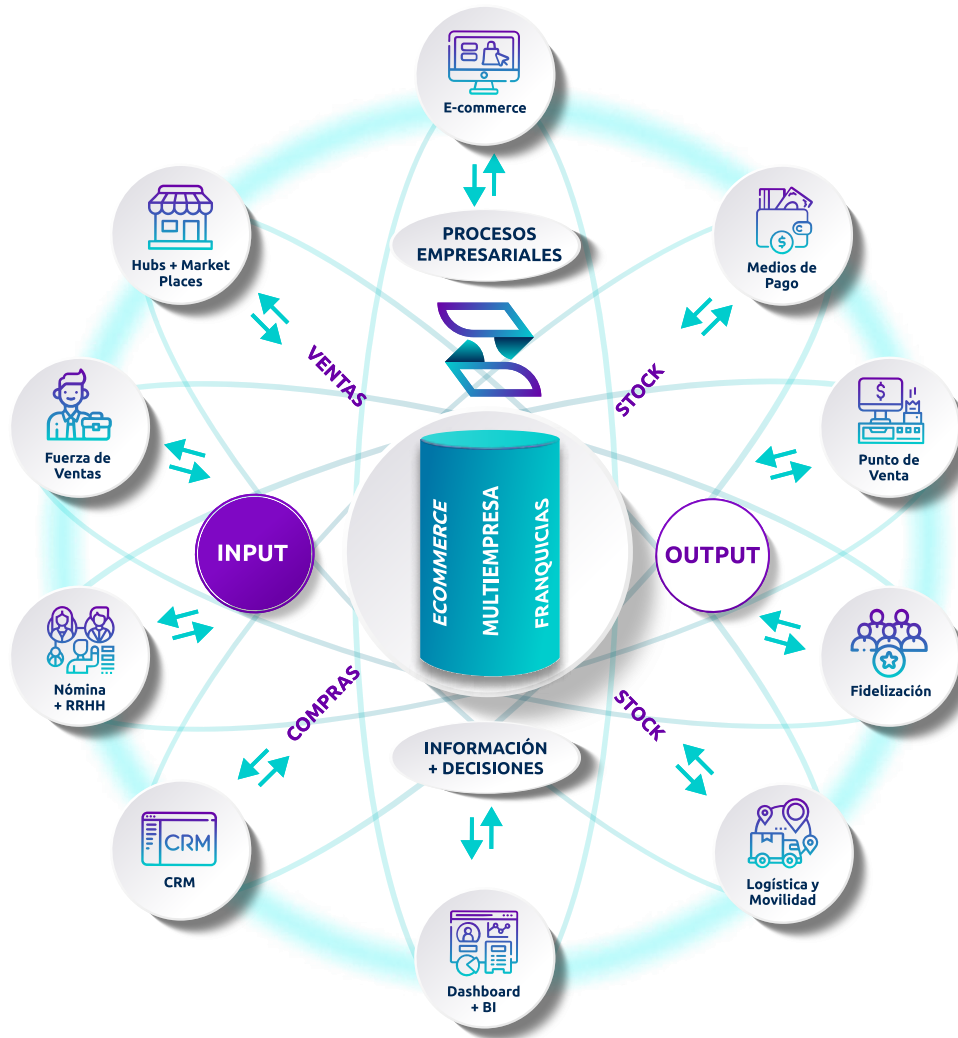 E-commerce
PROCESOS
EMPRESARIALES
Hubs + Market
Places
Medios de
Pago
$
VENTAS
STOCK
Fuerza de
Ventas
$
Punto de
Venta
INPUT
ECOMMERCE
MULTIEMPRESA
FRANQUICIAS
OUTPUT
Nómina
+ RRHH
Fidelización
COMPRAS
STOCK
INFORMACIÓN
+ DECISIONES
CRM
CRM
Logística y
Movilidad
Dashboard
+ BI